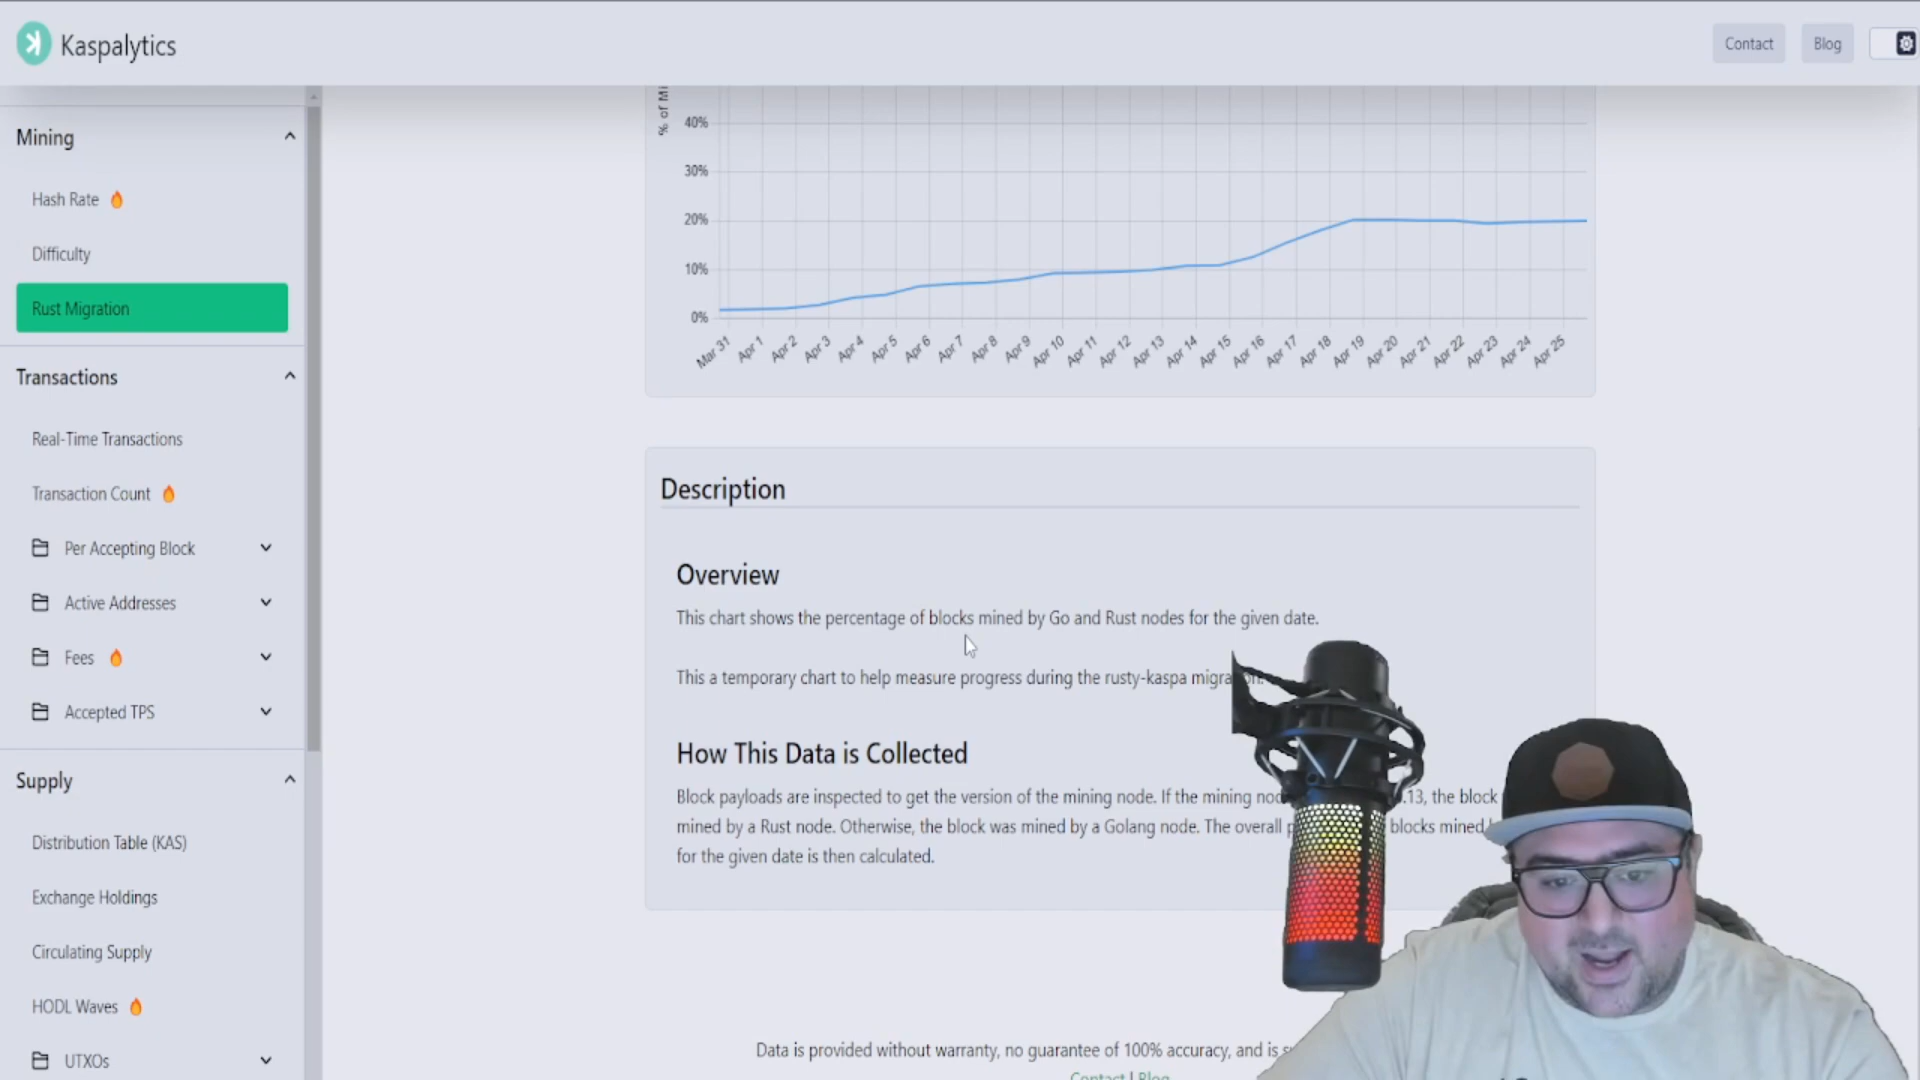 Kaspalytics
Contact
Blog
Mining
Hash Rate
Difficulty
Rust Migration
Transactions
Real-Time Transactions
Transaction Count
Per Accepting Block
Active Addresses
Fees
Accepted TPS
Supply
Distribution Table (KAS)
Exchange Holdings
Circulating Supply
HODL Waves
UTXOs
% of Mi
40%
30%
20%
10%
0%
Mar 31
Apr 1
Apr 2
Apr 3
Apr 4
Apr 5
Apr 6
Apr 7
Apr 8
Apr 9
Apr 10
Apr 11
Apr 12
Apr 13
Apr 14
Apr 15
Apr 16
Apr 17
Apr 18
Apr 19
Apr 20
Apr 21
Apr 22
Apr 23
Apr 24
Apr 25
Description
Overview
This chart shows the percentage of blocks mined by Go and Rust nodes for the given date.
This a temporary chart to help measure progress during the rusty-kaspa
How This Data is Collected
Block payloads are inspected to get the version of the mining node. If the mining .13, the block
mined by a Rust node. Otherwise, the block was mined by a Golang node. The overall blocks mined
for the given date is then calculated.
Data is provided without warranty, no guarantee of 100% accuracy, and is
Contact | Blog